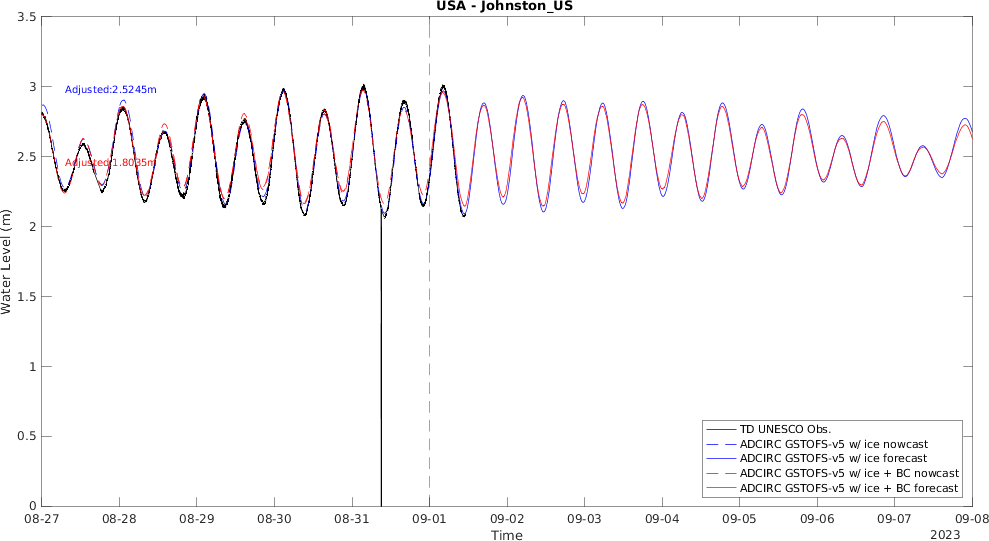 USA - Johnston_US
3.5
3
2.5
2
1.5
1
0.5
0
Water Level (m)
Adjusted:2.5245m
Adjusted:1.8035m
TD UNESCO Obs.
ADCIRC GSTOFS-v5 w/ ice nowcast
ADCIRC GSTOFS-v5 w/ ice forecast
ADCIRC GSTOFS-v5 w/ ice + BC nowcast
ADCIRC GSTOFS-v5 w/ ice + BC forecast
08-27 08-28 08-29 08-30 08-31 09-01 09-02 09-03 09-04 09-05 09-06 09-07 09-08
Time
2023